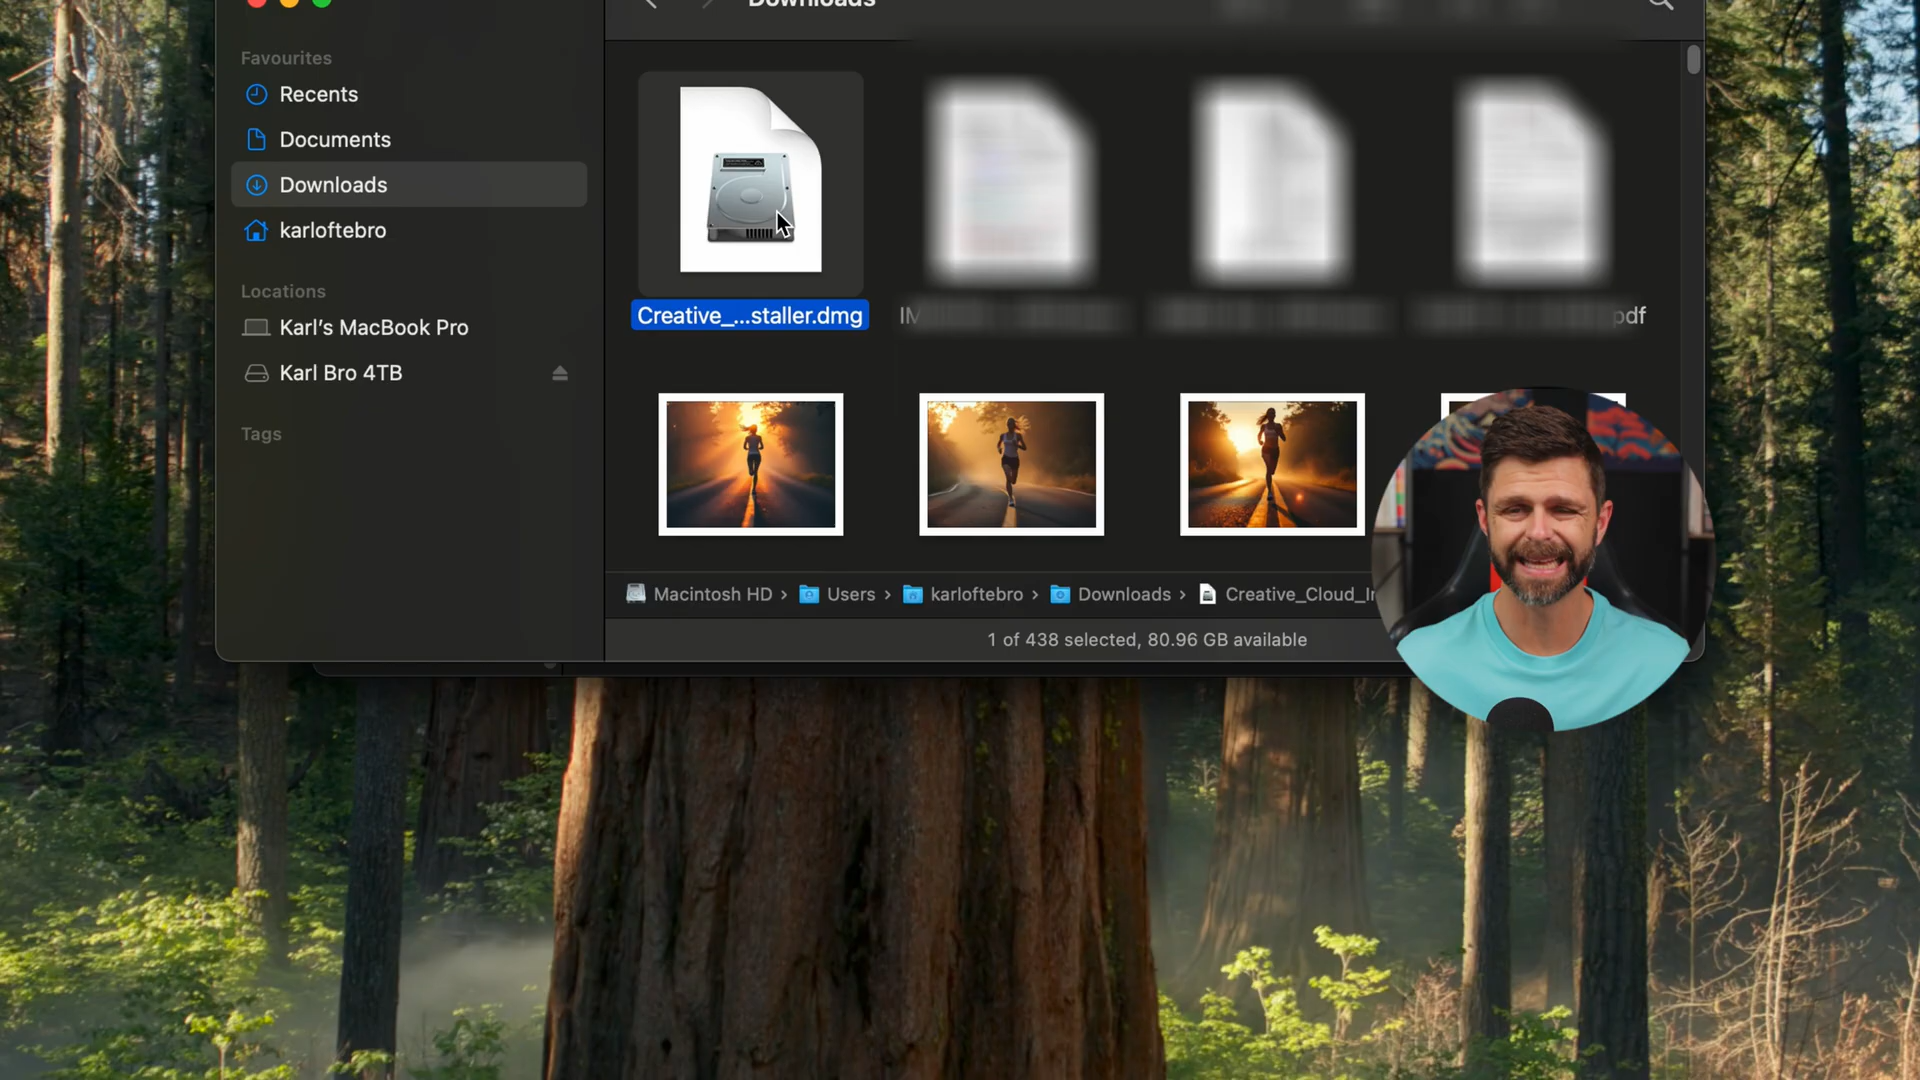 Downloads
Favourites
Recents
Documents
Downloads
karloftebro
Locations
Karl's MacBook Pro
Karl Bro 4TB
Tags
Creative_...staller.dmg
pdf
Macintosh HD › Users › karloftebro › Downloads › Creative_Cloud_In
1 of 438 selected, 80.96 GB available